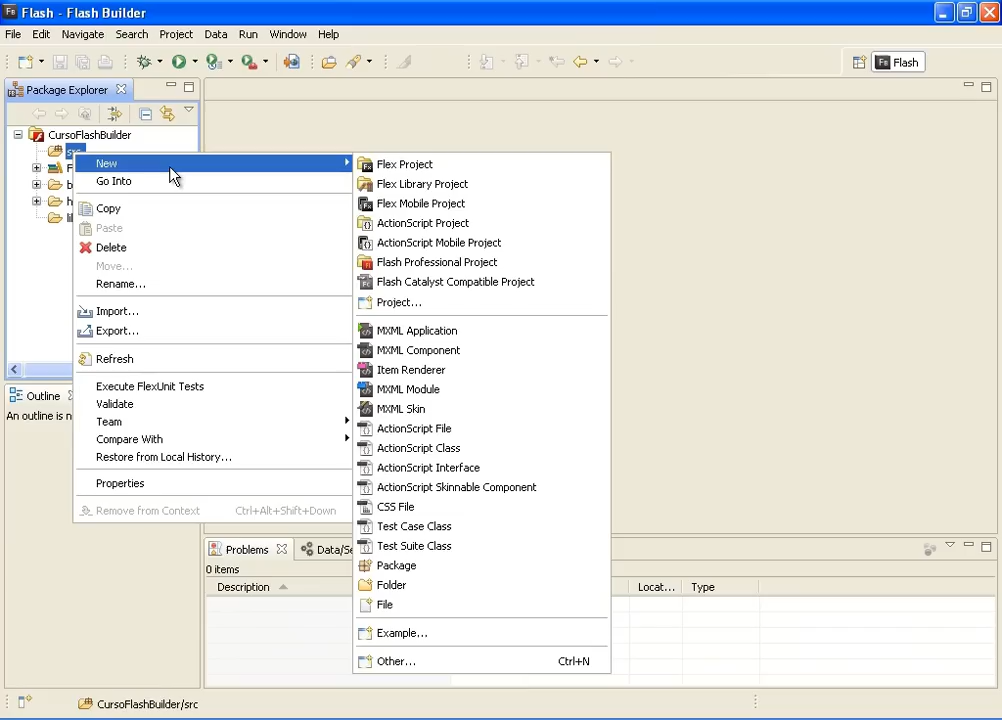 Flash - Flash Builder
File Edit Navigate Search Project Data Run Window Help
Flash
Package Explorer
CursoFlashBuilder
src
New
Go Into
Copy
Paste
Delete
Move...
Rename...
Import...
Export...
Refresh
Execute FlexUnit Tests
Validate
Team
Compare With
Restore from Local History...
Properties
Remove from Context Ctrl+Alt+Shift+Down
Flex Project
Flex Library Project
Flex Mobile Project
ActionScript Project
ActionScript Mobile Project
Flash Professional Project
Flash Catalyst Compatible Project
Project...
MXML Application
MXML Component
Item Renderer
MXML Module
MXML Skin
ActionScript File
ActionScript Class
ActionScript Interface
ActionScript Skinnable Component
CSS File
Test Case Class
Test Suite Class
Package
Folder
File
Example...
Other... Ctrl+N
Outline
An outline is n
Problems Data/Se
0 items
Description Locat... Type
CursoFlashBuilder/src